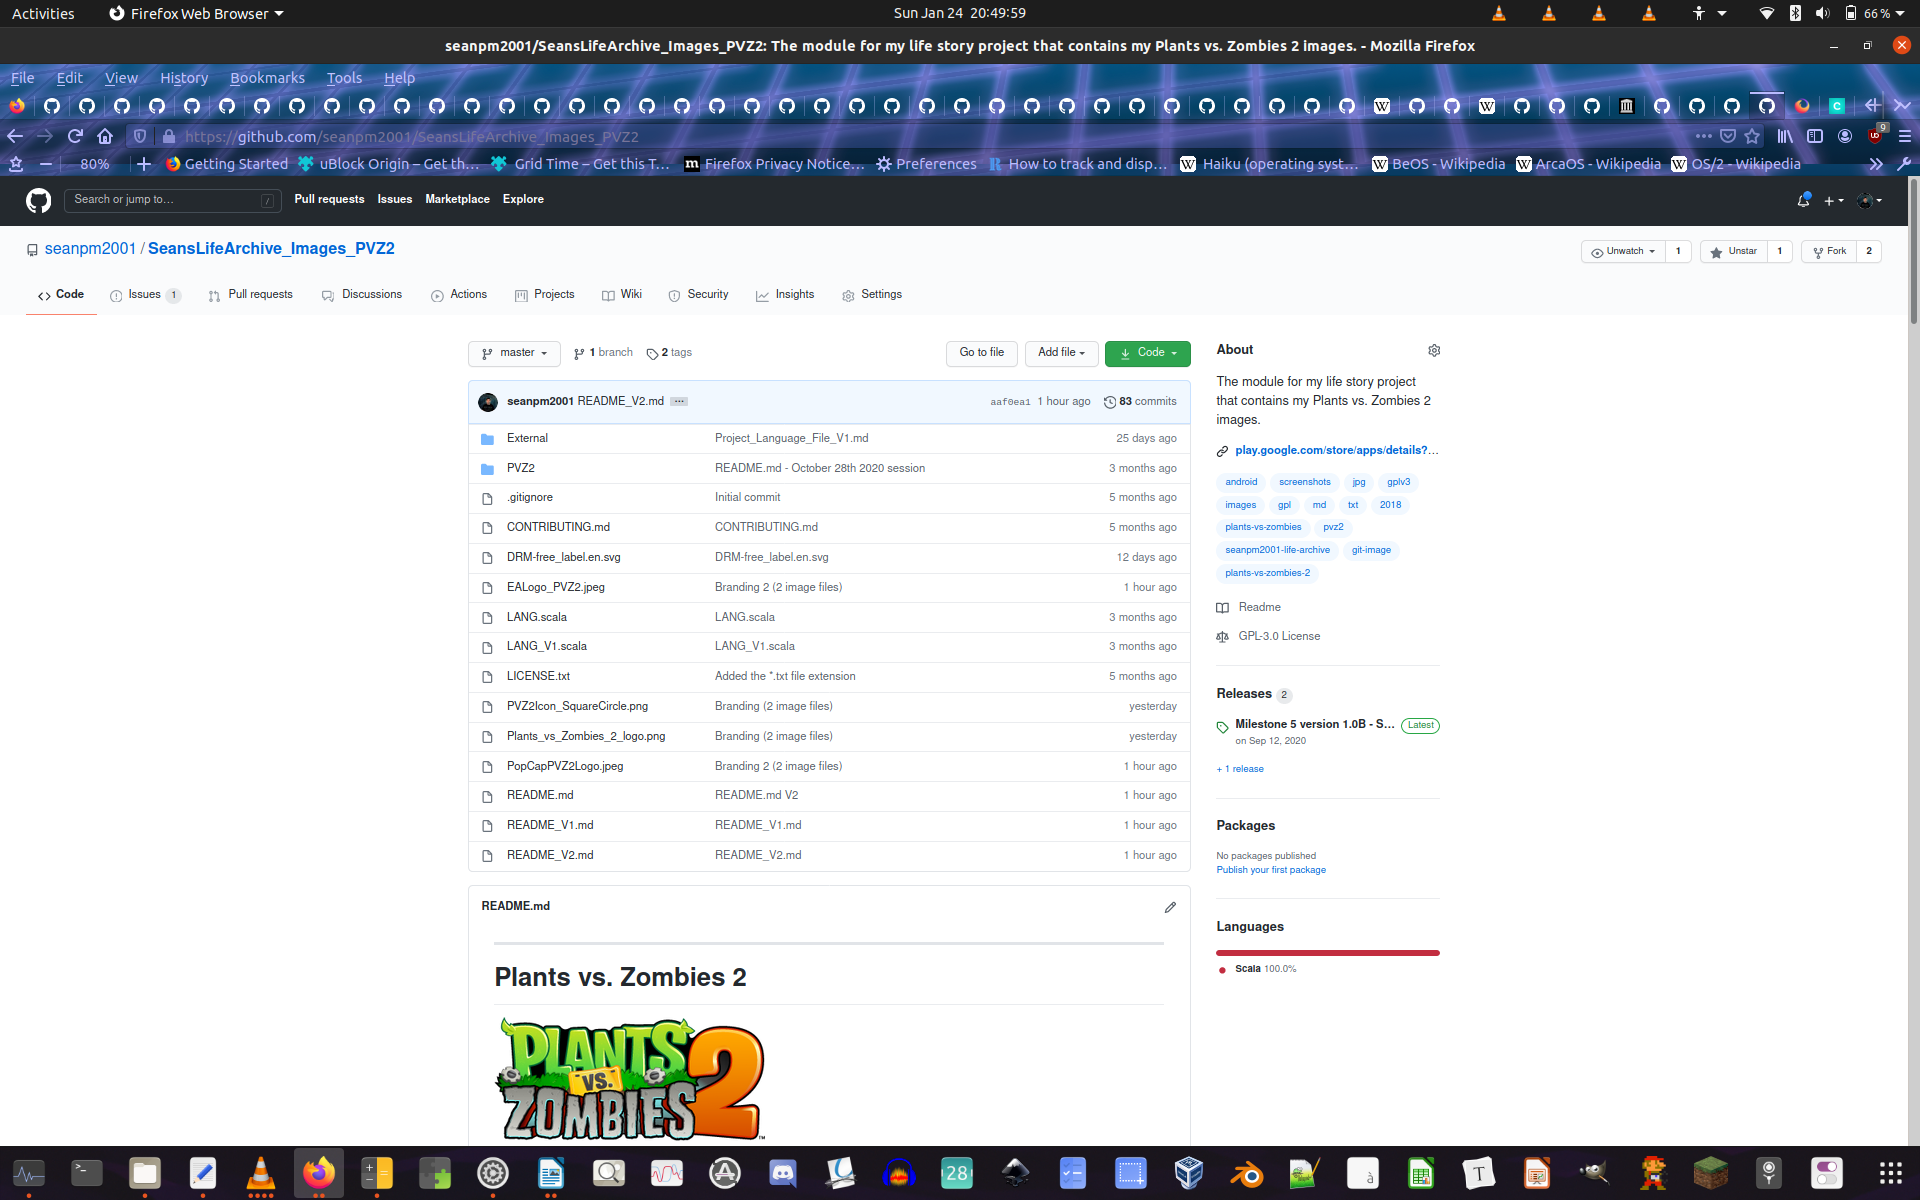 Activities Firefox Web Browser Sun Jan 24 20:49:59 66 %
seanpm2001/SeansLifeArchive_Images_PVZ2: The module for my life story project that contains my Plants vs. Zombies 2 images. - Mozilla Firefox
File Edit View History Bookmarks Tools Help
https://github.com/seanpm2001/SeansLifeArchive_Images_PVZ2 9
80% Getting Started uBlock Origin – Get th… Grid Time – Get this T… Firefox Privacy Notice… Preferences How to track and disp… Haiku (operating syst… BeOS - Wikipedia ArcaOS - Wikipedia OS/2 - Wikipedia
Search or jump to… / Pull requests Issues Marketplace Explore
seanpm2001 / SeansLifeArchive_Images_PVZ2 Unwatch 1 Unstar 1 Fork 2
Code Issues 1 Pull requests Discussions Actions Projects Wiki Security Insights Settings
master 1 branch 2 tags Go to file Add file Code
seanpm2001 README_V2.md ... aaf0ea1 1 hour ago 83 commits
External Project_Language_File_V1.md 25 days ago
PVZ2 README.md - October 28th 2020 session 3 months ago
.gitignore Initial commit 5 months ago
CONTRIBUTING.md CONTRIBUTING.md 5 months ago
DRM-free_label.en.svg DRM-free_label.en.svg 12 days ago
EALogo_PVZ2.jpeg Branding 2 (2 image files) 1 hour ago
LANG.scala LANG.scala 3 months ago
LANG_V1.scala LANG_V1.scala 3 months ago
LICENSE.txt Added the *.txt file extension 5 months ago
PVZ2Icon_SquareCircle.png Branding (2 image files) yesterday
Plants_vs_Zombies_2_logo.png Branding (2 image files) yesterday
PopCapPVZ2Logo.jpeg Branding 2 (2 image files) 1 hour ago
README.md README.md V2 1 hour ago
README_V1.md README_V1.md 1 hour ago
README_V2.md README_V2.md 1 hour ago
README.md
Plants vs. Zombies 2
PLANTS
VS.
ZOMBIES 2
About
The module for my life story project
that contains my Plants vs. Zombies 2
images.
play.google.com/store/apps/details?…
android screenshots jpg gplv3
images gpl md txt 2018
plants-vs-zombies pvz2
seanpm2001-life-archive git-image
plants-vs-zombies-2
Readme
GPL-3.0 License
Releases 2
Milestone 5 version 1.0B - S… Latest
on Sep 12, 2020
+ 1 release
Packages
No packages published
Publish your first package
Languages
Scala 100.0%
28